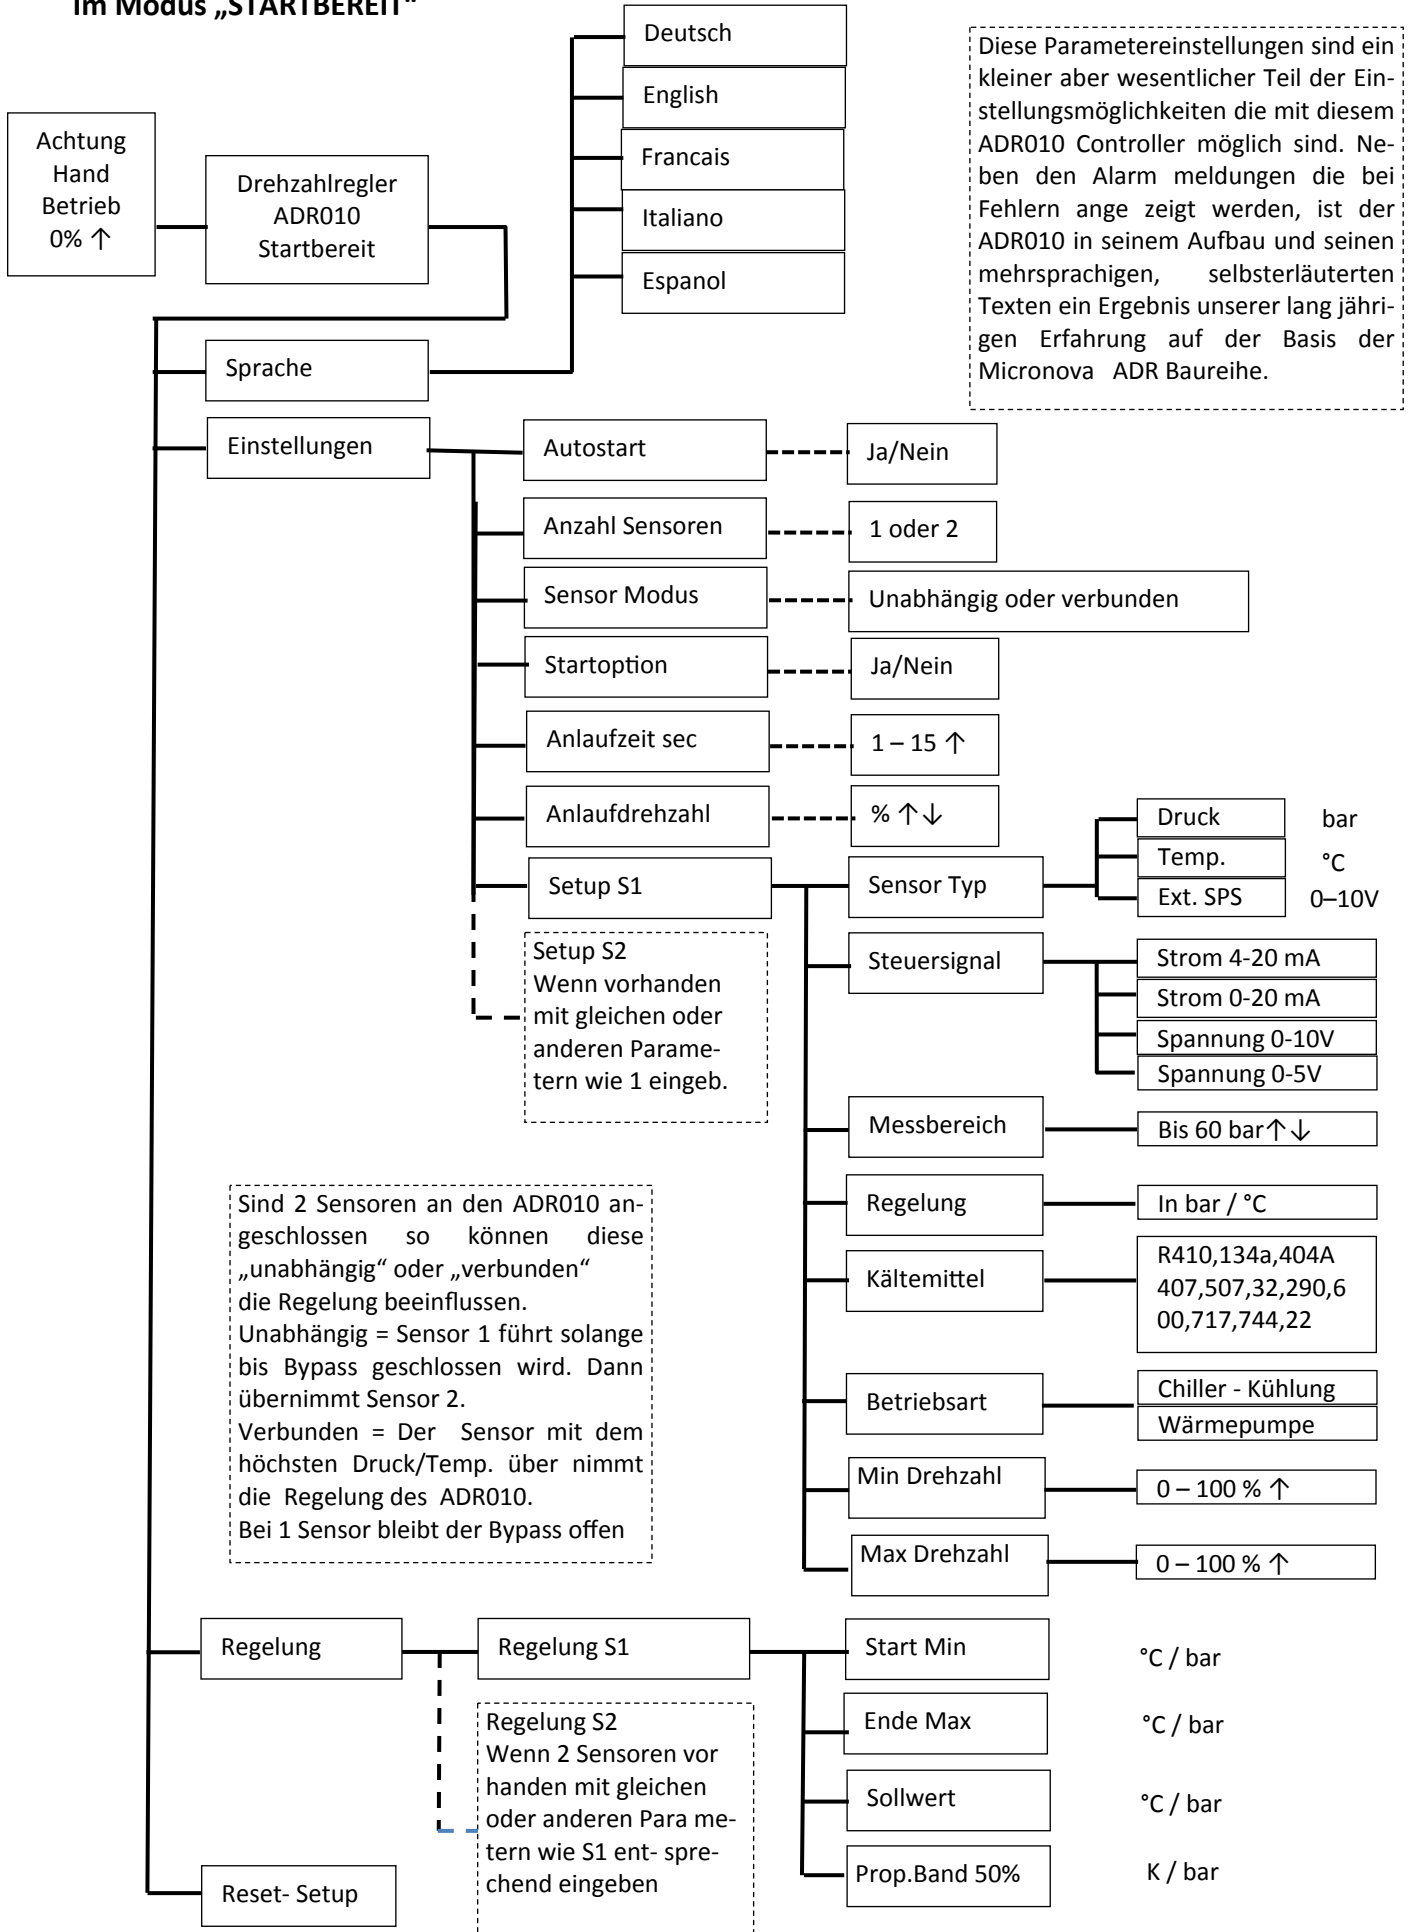 im Modus „STARTBEREIT“
Deutsch
English
Francais
Italiano
Espanol
Diese Parametereinstellungen sind ein
kleiner aber wesentlicher Teil der Ein-
stellungsmöglichkeiten die mit diesem
ADR010 Controller möglich sind. Ne-
ben den Alarm meldungen die bei
Fehlern ange zeigt werden, ist der
ADR010 in seinem Aufbau und seinen
mehrsprachigen, selbsterläuterten
Texten ein Ergebnis unserer lang jähri-
gen Erfahrung auf der Basis der
Micronova ADR Baureihe.
Achtung
Hand
Betrieb
0% ↑
Drehzahlregler
ADR010
Startbereit
Sprache
Einstellungen
Autostart
Ja/Nein
Anzahl Sensoren
1 oder 2
Sensor Modus
Unabhängig oder verbunden
Startoption
Ja/Nein
Anlaufzeit sec
1 – 15 ↑
Anlaufdrehzahl
% ↑↓
Setup S1
Setup S2
Wenn vorhanden
mit gleichen oder
anderen Parame-
tern wie 1 eingeb.
Sensor Typ
Druck
bar
Temp.
°C
Ext. SPS
0–10V
Steuersignal
Strom 4-20 mA
Strom 0-20 mA
Spannung 0-10V
Spannung 0-5V
Messbereich
Bis 60 bar↑↓
Regelung
In bar / °C
Kältemittel
R410,134a,404A
407,507,32,290,6
00,717,744,22
Betriebsart
Chiller - Kühlung
Wärmepumpe
Min Drehzahl
0 – 100 % ↑
Max Drehzahl
0 – 100 % ↑
Sind 2 Sensoren an den ADR010 an-
geschlossen so können diese
„unabhängig“ oder „verbunden“
die Regelung beeinflussen.
Unabhängig = Sensor 1 führt solange
bis Bypass geschlossen wird. Dann
übernimmt Sensor 2.
Verbunden = Der Sensor mit dem
höchsten Druck/Temp. über nimmt
die Regelung des ADR010.
Bei 1 Sensor bleibt der Bypass offen
Regelung
Regelung S1
Regelung S2
Wenn 2 Sensoren vor
handen mit gleichen
oder anderen Para me-
tern wie S1 ent- spre-
chend eingeben
Start Min
°C / bar
Ende Max
°C / bar
Sollwert
°C / bar
Prop.Band 50%
K / bar
Reset- Setup